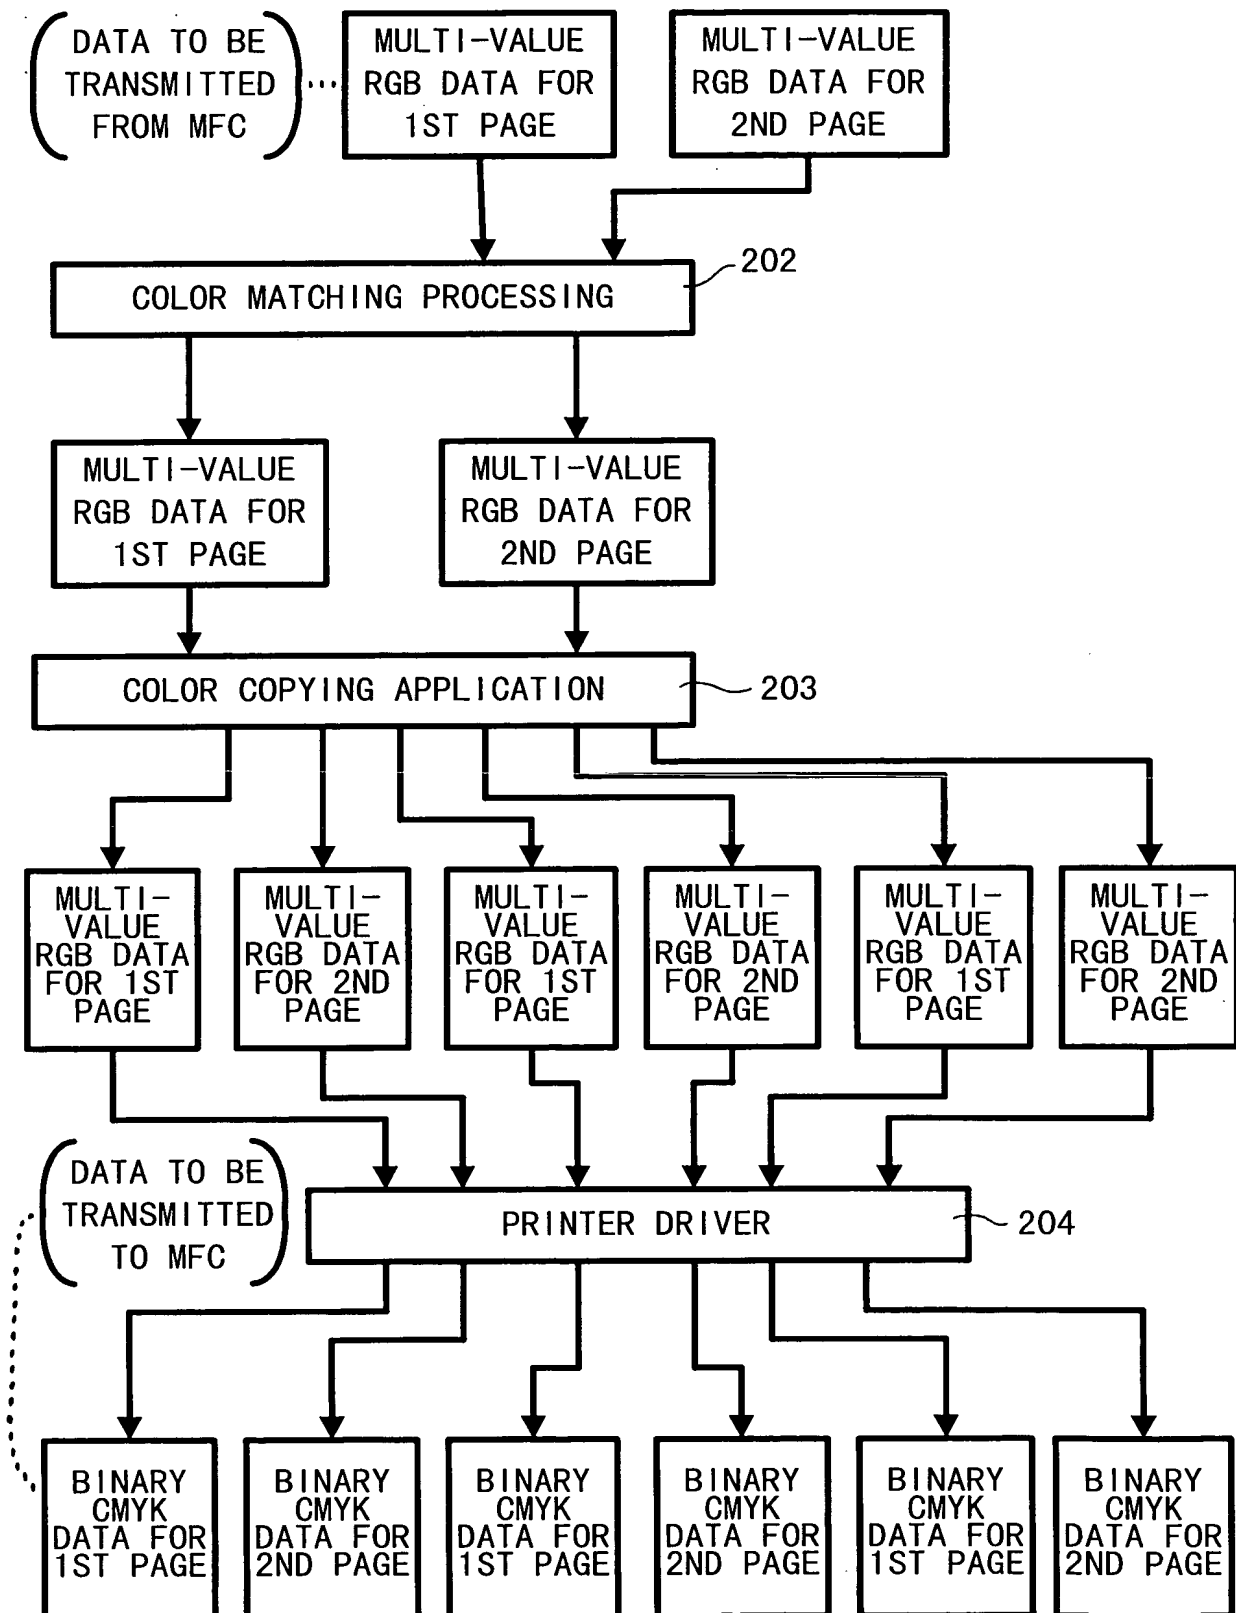 DATA TO BE
TRANSMITTED
FROM MFC
MULTI-VALUE
RGB DATA FOR
1ST PAGE
MULTI-VALUE
RGB DATA FOR
2ND PAGE
202
COLOR MATCHING PROCESSING
MULTI-VALUE
RGB DATA FOR
1ST PAGE
MULTI-VALUE
RGB DATA FOR
2ND PAGE
COLOR COPYING APPLICATION
203
MULTI-
VALUE
RGB DATA
FOR 1ST
PAGE
MULTI-
VALUE
RGB DATA
FOR 2ND
PAGE
MULTI-
VALUE
RGB DATA
FOR 1ST
PAGE
MULTI-
VALUE
RGB DATA
FOR 2ND
PAGE
MULTI-
VALUE
RGB DATA
FOR 1ST
PAGE
MULTI-
VALUE
RGB DATA
FOR 2ND
PAGE
DATA TO BE
TRANSMITTED
TO MFC
PRINTER DRIVER
204
BINARY
CMYK
DATA FOR
1ST PAGE
BINARY
CMYK
DATA FOR
2ND PAGE
BINARY
CMYK
DATA FOR
1ST PAGE
BINARY
CMYK
DATA FOR
2ND PAGE
BINARY
CMYK
DATA FOR
1ST PAGE
BINARY
CMYK
DATA FOR
2ND PAGE